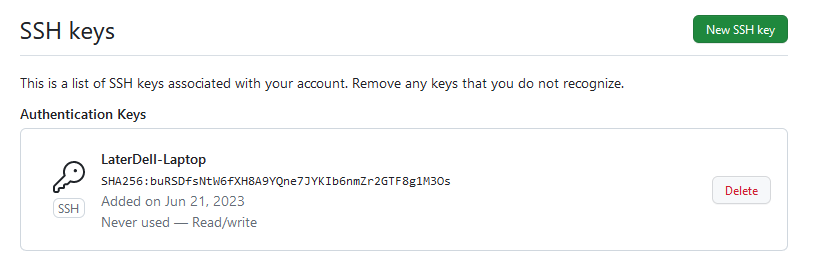 SSH keys
New SSH key
This is a list of SSH keys associated with your account. Remove any keys that you do not recognize.
Authentication Keys
LaterDell-Laptop
SHA256:buRSDfsNtW6fXH8A9YQne7JYKIb6nmZr2GTF8g1M3Os
Added on Jun 21, 2023
Never used — Read/write
SSH
Delete